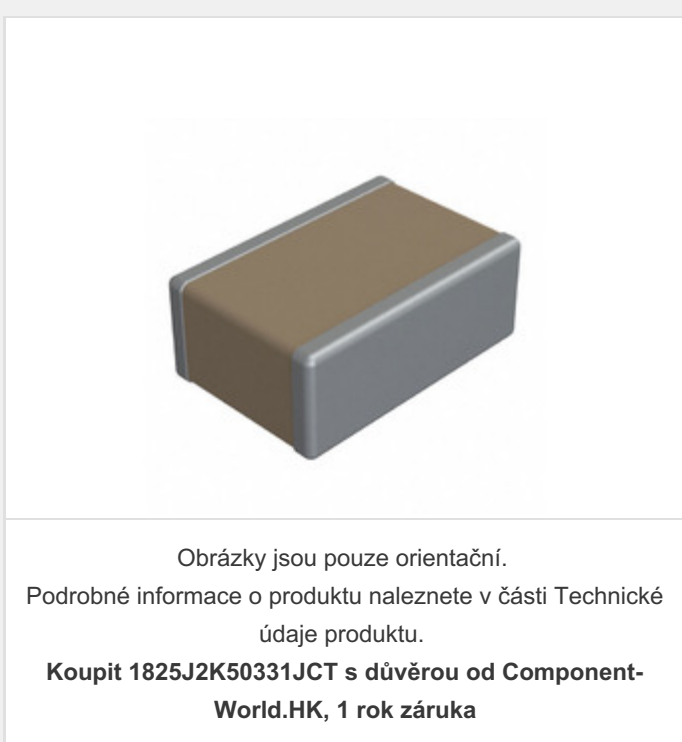 Obrázky jsou pouze orientační.
Podrobné informace o produktu naleznete v části Technické
údaje produktu.
Koupit 1825J2K50331JCT s důvěrou od Component-
World.HK, 1 rok záruka